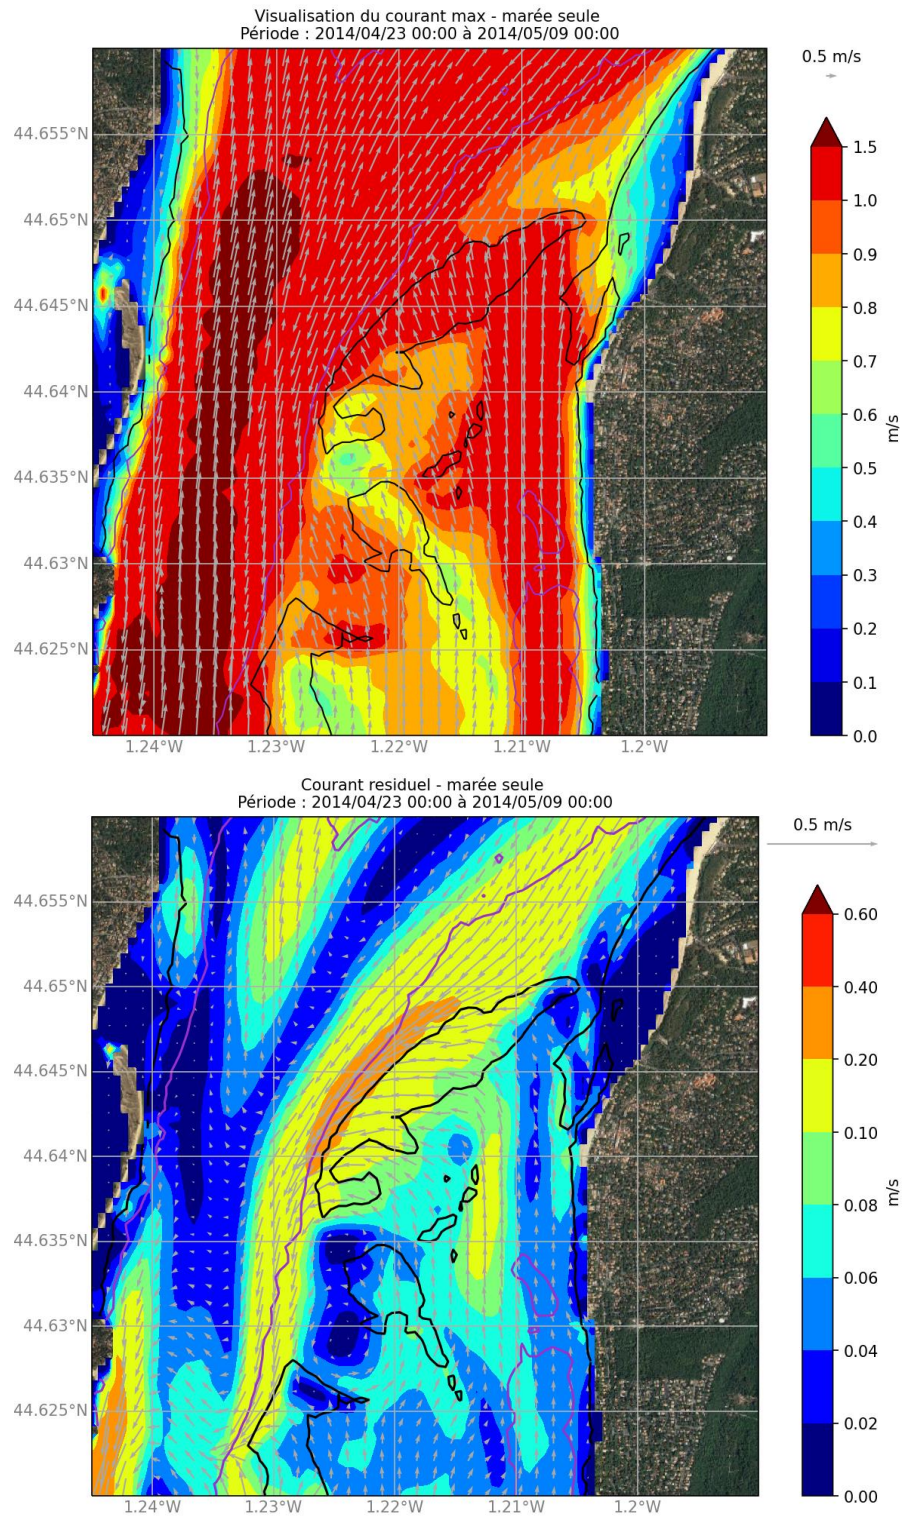 Visualisation du courant max - marée seule
Période : 2014/04/23 00:00 à 2014/05/09 00:00
0.5 m/s
44.655°N
44.65°N
44.645°N
44.64°N
44.635°N
44.63°N
44.625°N
1.24°W
1.23°W
1.22°W
1.21°W
1.2°W
1.5
1.0
0.9
0.8
0.7
0.6
0.5
0.4
0.3
0.2
0.1
0.0
m/s
Courant residuel - marée seule
Période : 2014/04/23 00:00 à 2014/05/09 00:00
0.5 m/s
44.655°N
44.65°N
44.645°N
44.64°N
44.635°N
44.63°N
44.625°N
1.24°W
1.23°W
1.22°W
1.21°W
1.2°W
0.60
0.40
0.20
0.10
0.08
0.06
0.04
0.02
0.00
m/s